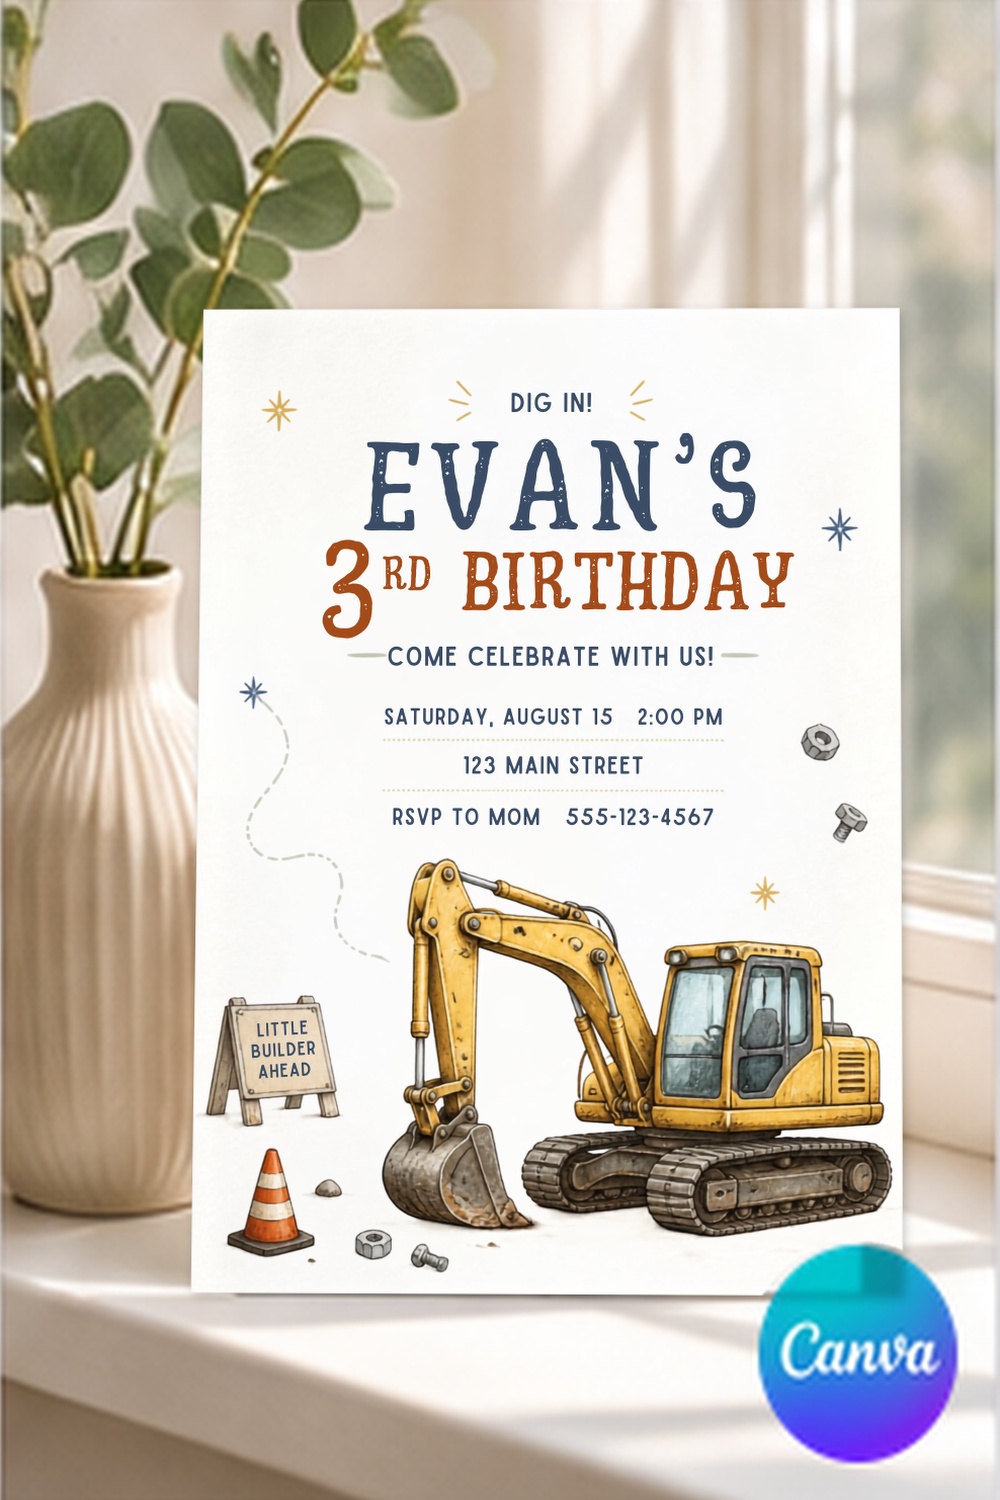 DIG IN!
EVAN'S
3RD BIRTHDAY
COME CELEBRATE WITH US!
SATURDAY, AUGUST 15 2:00 PM
123 MAIN STREET
RSVP TO MOM 555-123-4567
LITTLE
BUILDER
AHEAD
Canva